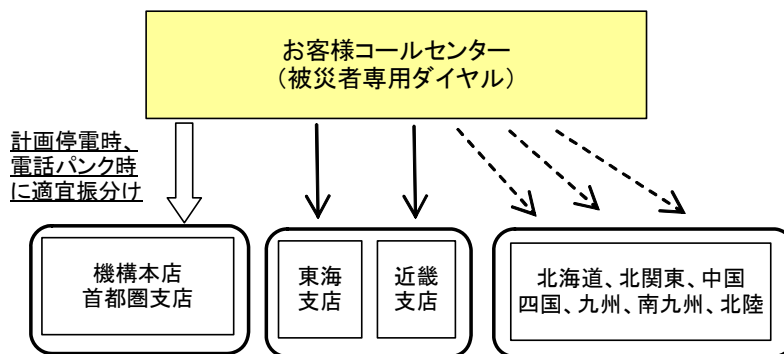 お客様コールセンター
（被災者専用ダイヤル）
計画停電時、
電話パンク時
に適宜振分け
機構本店
首都圏支店
東海
支店
近畿
支店
北海道、北関東、中国
四国、九州、南九州、北陸